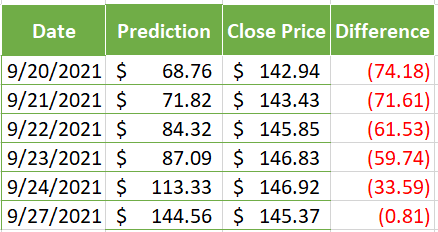 Date Prediction Close Price Difference
9/20/2021 $ 68.76 $ 142.94 (74.18)
9/21/2021 $ 71.82 $ 143.43 (71.61)
9/22/2021 $ 84.32 $ 145.85 (61.53)
9/23/2021 $ 87.09 $ 146.83 (59.74)
9/24/2021 $ 113.33 $ 146.92 (33.59)
9/27/2021 $ 144.56 $ 145.37 (0.81)